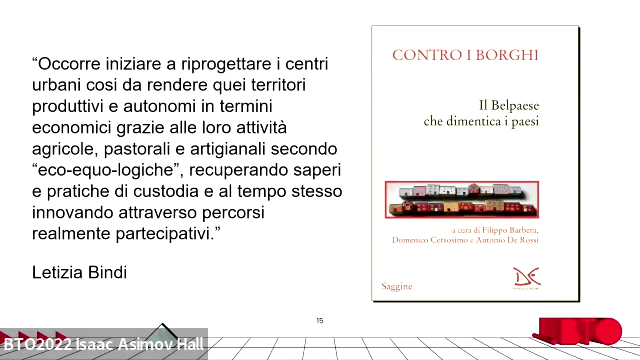 “Occorre iniziare a riprogettare i centri
urbani cosi da rendere quei territori
produttivi e autonomi in termini
economici grazie alle loro attività
agricole, pastorali e artigianali secondo
“eco-equo-logiche”, recuperando saperi
e pratiche di custodia e al tempo stesso
innovando attraverso percorsi
realmente partecipativi.”
Letizia Bindi
CONTRO I BORGHI
Il Belpaese
che dimentica i paesi
a cura di Filippo Barbera,
Domenico Cersosimo e Antonio De Rossi
Saggine
15
BTO2022 Isaac Asimov Hall
BTO